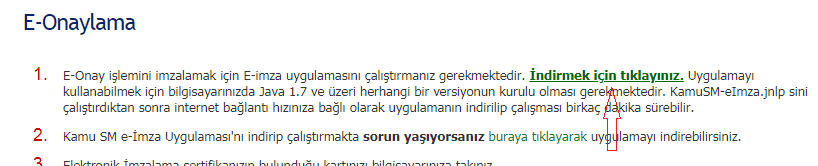 E-Onaylama
1. E-Onay işlemini imzalamak için E-imza uygulamasını çalıştırmanız gerekmektedir. İndirmek için tıklayınız. Uygulamayı
kullanabilmek için bilgisayarınızda Java 1.7 ve üzeri herhangi bir versiyonun kurulu olması gerekmektedir. KamuSM-eImza.jnlp sini
çalıştırdıktan sonra internet bağlantı hızınıza bağlı olarak uygulamanın indirilip çalışması birkaç dakika sürebilir.
2. Kamu SM e-İmza Uygulaması'nı indirip çalıştırmakta sorun yaşıyorsanız buraya tıklayarak uygulamayı indirebilirsiniz.
3. Elektronik İmzalama sertifikanızın bulunduğu kartınızı bilgisayarınıza takınız.